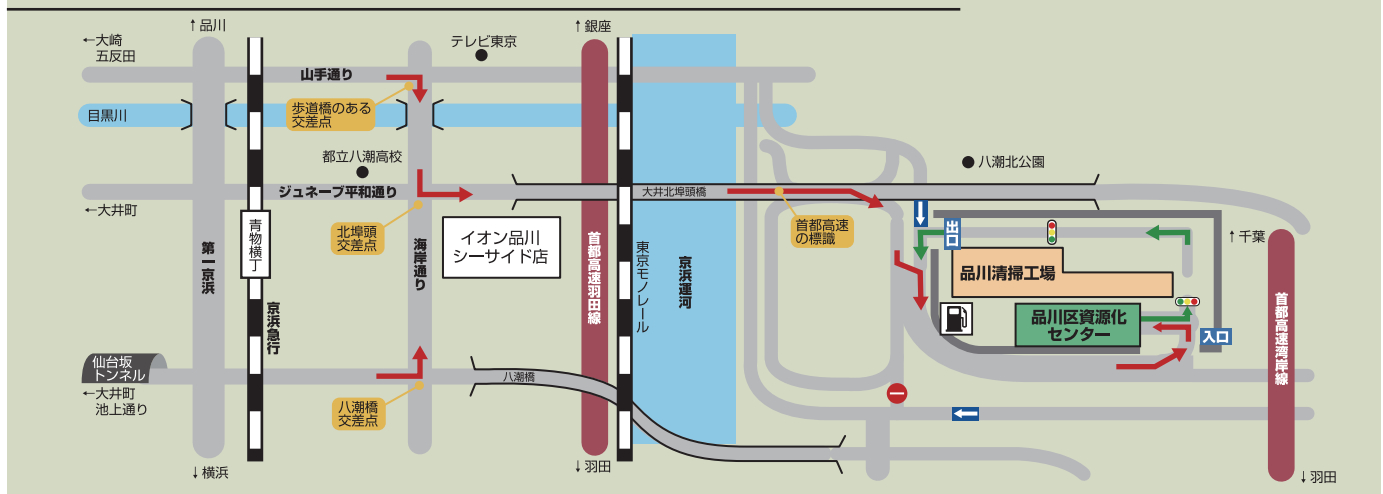 ↑品川
↑銀座
←大崎
五反田
テレビ東京
山手通り
歩道橋のある
交差点
目黒川
都立八潮高校
八潮北公園
ジュネーブ平和通り
大井北埠頭橋
←大井町
北埠頭
交差点
イオン品川
シーサイド店
首都高速
の標識
出口
↑千葉
青物横丁
第一京浜
海岸通り
首都高速羽田線
東京モノレール
京浜運河
品川清掃工場
京浜急行
品川区資源化
センター
入口
首都高速湾岸線
仙台坂
トンネル
八潮橋
←大井町
池上通り
八潮橋
交差点
↓横浜
↓羽田
↓羽田